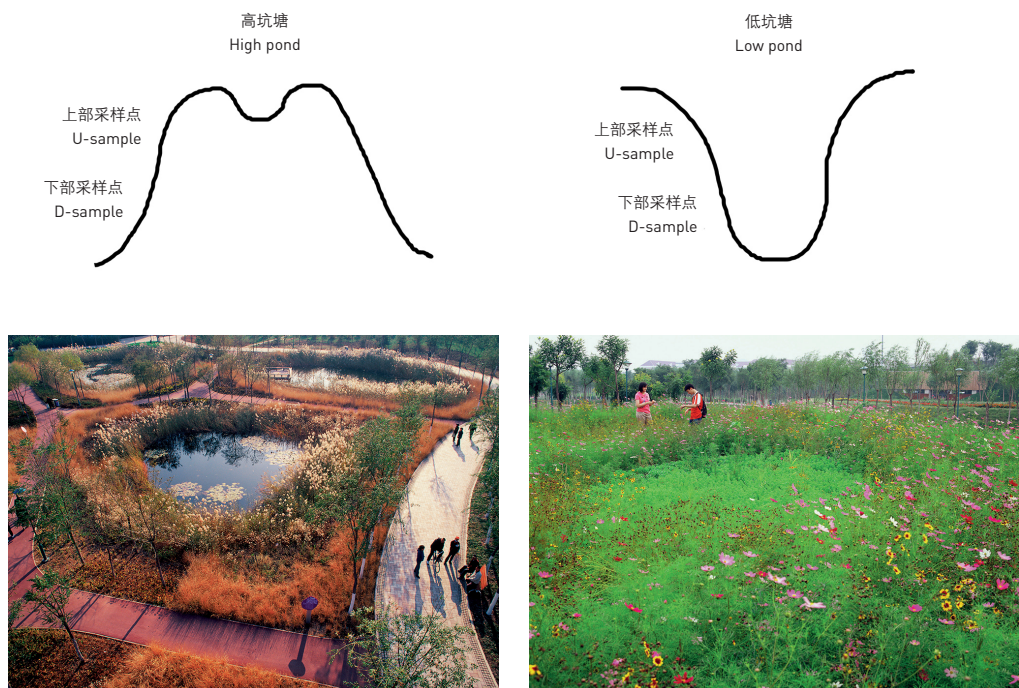 高坑塘
High pond
上部采样点
U-sample
下部采样点
D-sample
低坑塘
Low pond
上部采样点
U-sample
下部采样点
D-sample